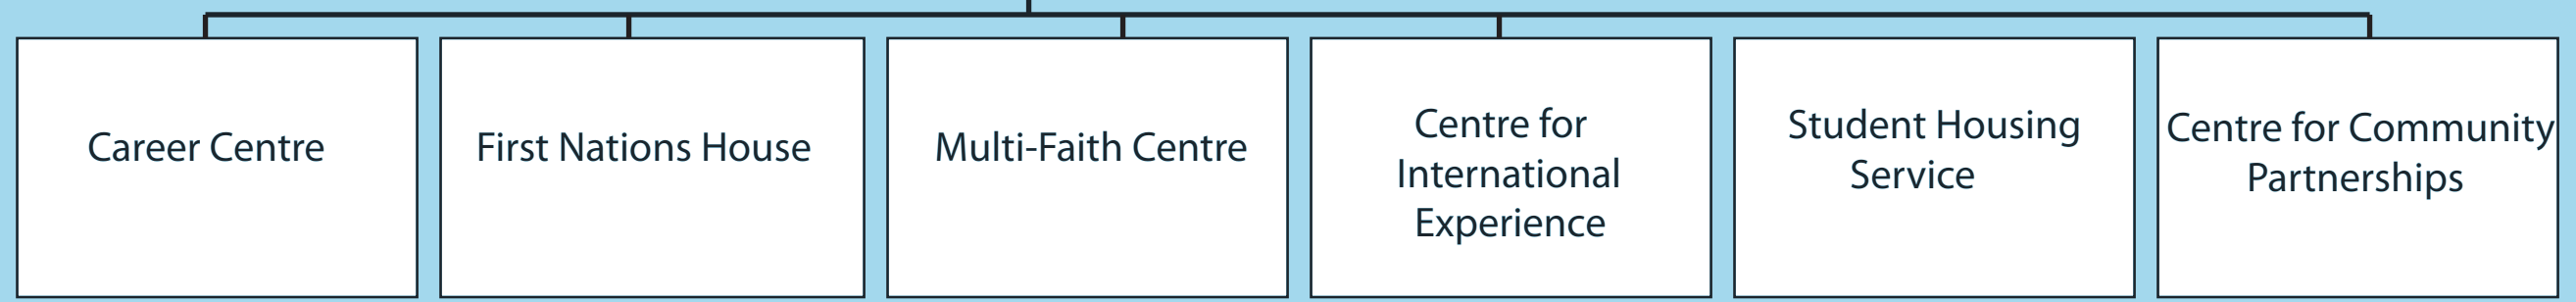 Career Centre
First Nations House
Multi-Faith Centre
Centre for
International
Experience
Student Housing
Service
Centre for Community
Partnerships